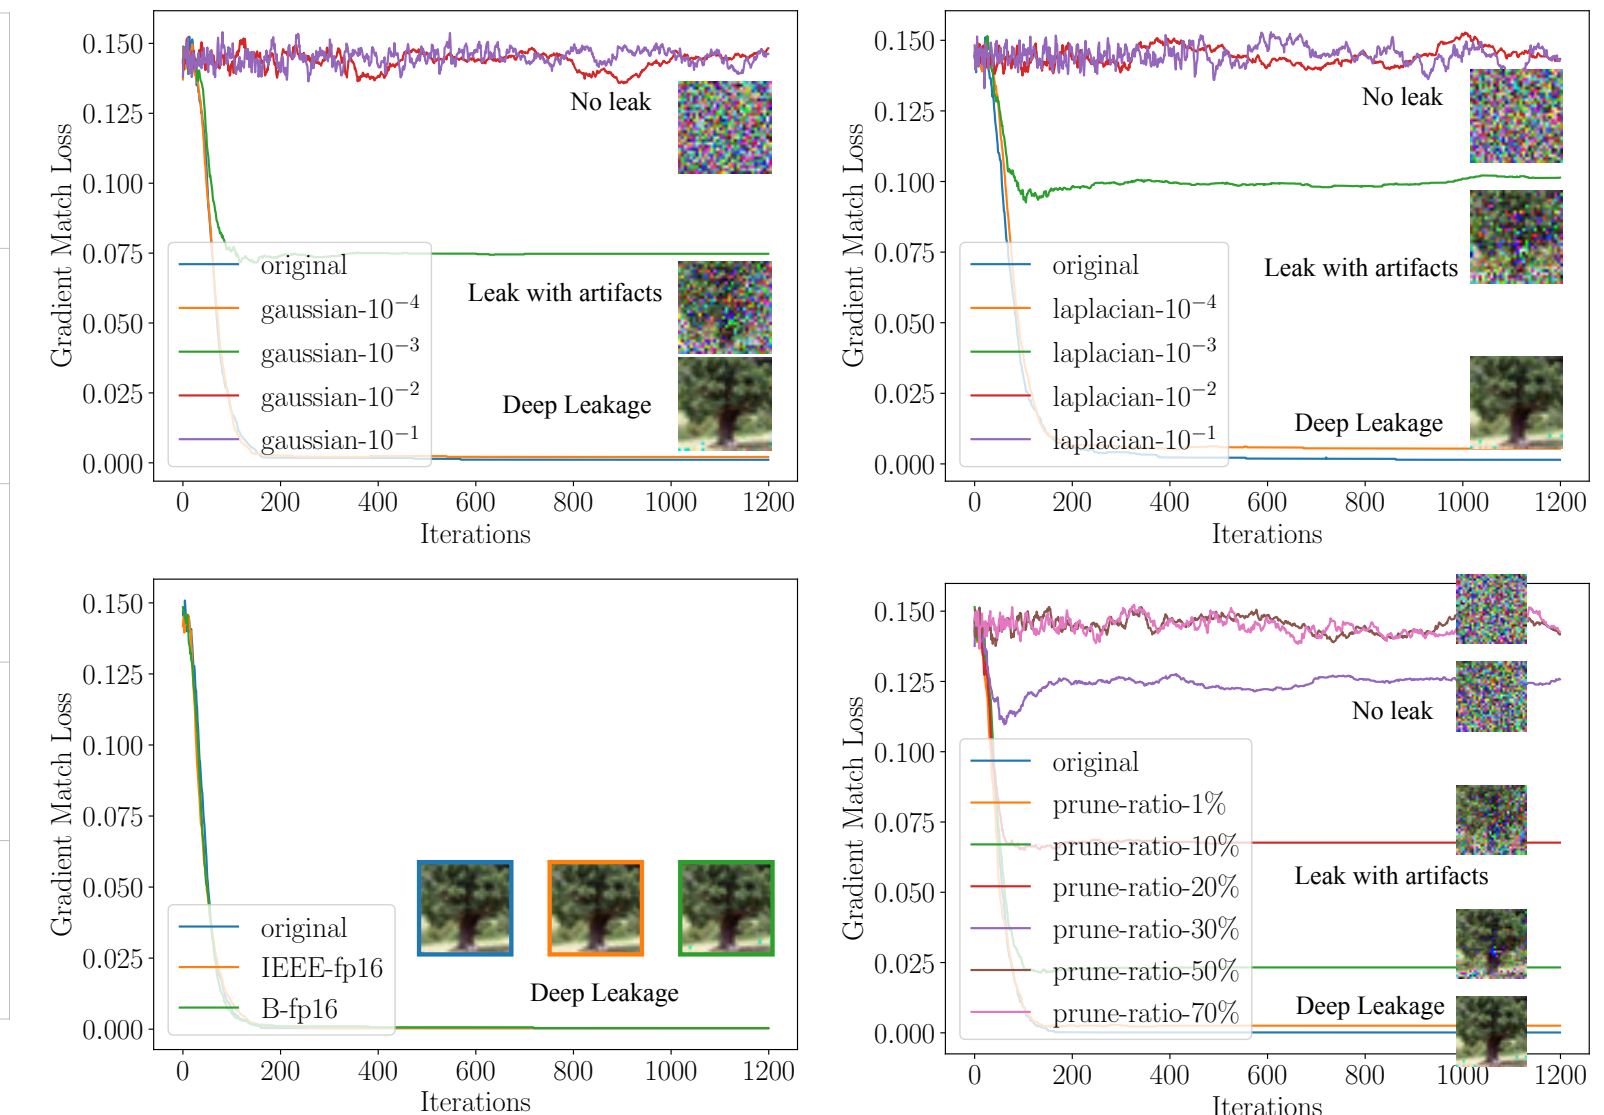 0.150
0.125
0.100
0.075
0.050
0.025
0.000
Gradient Match Loss
No leak
Leak with artifacts
Deep Leakage
original
gaussian-10⁻⁴
gaussian-10⁻³
gaussian-10⁻²
gaussian-10⁻¹
0 200 400 600 800 1000 1200
Iterations
0.150
0.125
0.100
0.075
0.050
0.025
0.000
Gradient Match Loss
No leak
Leak with artifacts
Deep Leakage
original
laplacian-10⁻⁴
laplacian-10⁻³
laplacian-10⁻²
laplacian-10⁻¹
0 200 400 600 800 1000 1200
Iterations
0.150
0.125
0.100
0.075
0.050
0.025
0.000
Gradient Match Loss
Deep Leakage
original
IEEE-fp16
B-fp16
0 200 400 600 800 1000 1200
Iterations
0.150
0.125
0.100
0.075
0.050
0.025
0.000
Gradient Match Loss
No leak
Leak with artifacts
Deep Leakage
original
prune-ratio-1%
prune-ratio-10%
prune-ratio-20%
prune-ratio-30%
prune-ratio-50%
prune-ratio-70%
0 200 400 600 800 1000 1200
Iterations